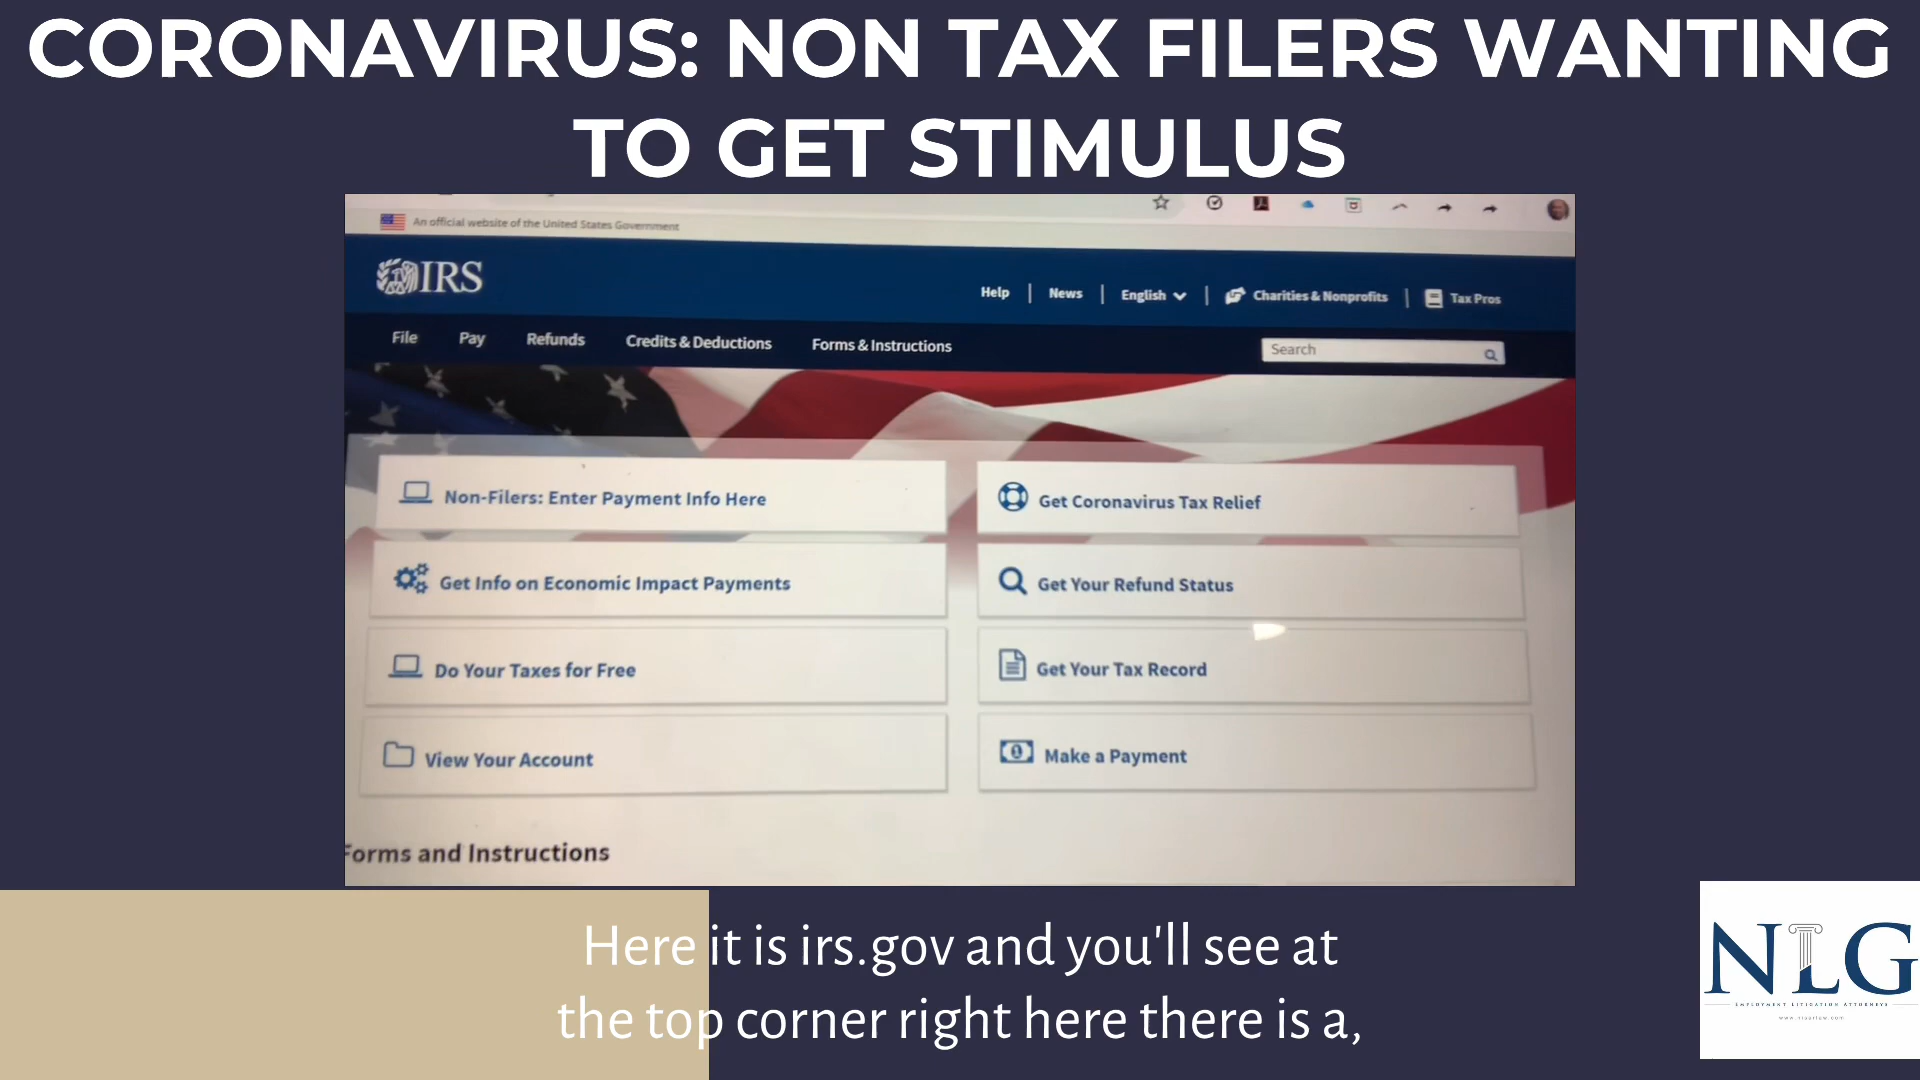 CORONAVIRUS: NON TAX FILERS WANTING
TO GET STIMULUS
An official website of the United States Government
IRS
Help | News | English | Charities & Nonprofits | Tax Pros
File Pay Refunds Credits & Deductions Forms & Instructions Search
Non-Filers: Enter Payment Info Here
Get Coronavirus Tax Relief
Get Info on Economic Impact Payments
Get Your Refund Status
Do Your Taxes for Free
Get Your Tax Record
View Your Account
Make a Payment
Forms and Instructions
Here it is irs.gov and you'll see at
the top corner right here there is a,
NLG
EMPLOYMENT LITIGATION ATTORNEYS